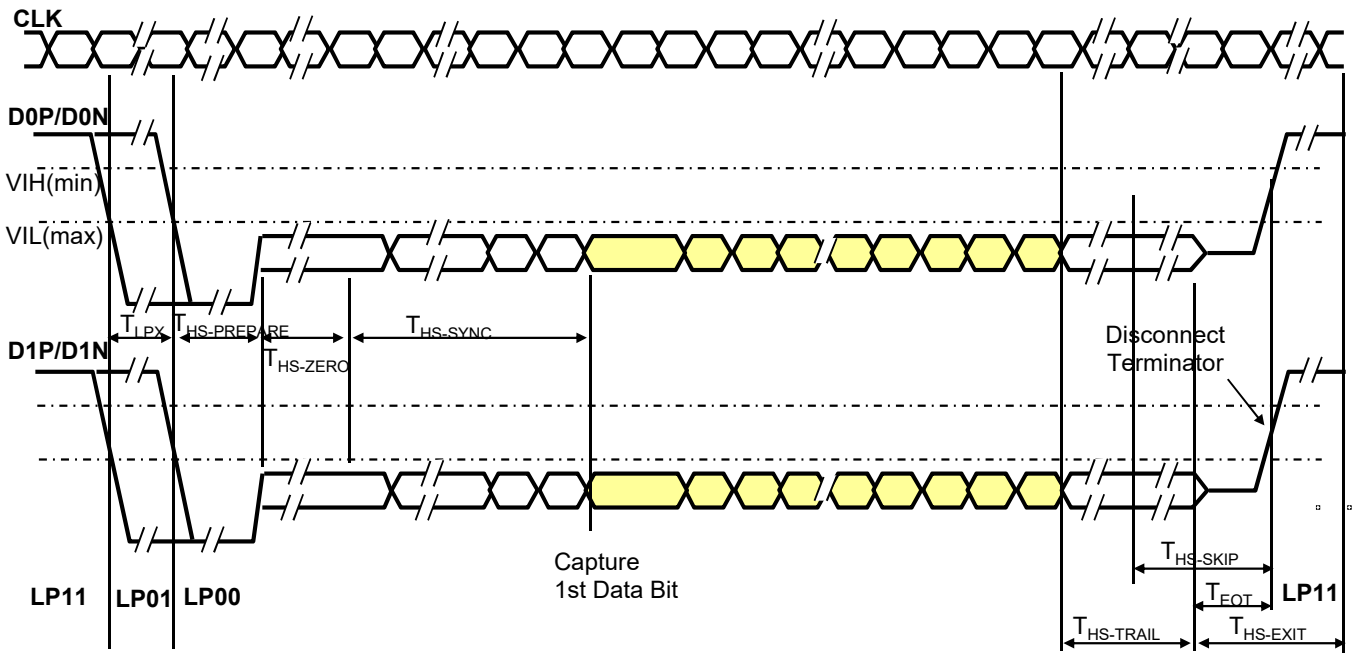 CLK
D0P/D0N
VIH(min)
VIL(max)
TLPX
THS-PREPARE
THS-SYNC
THS-ZERO
D1P/D1N
Disconnect
Terminator
Capture
1st Data Bit
THS-SKIP
LP11
LP01
LP00
TEOT
LP11
THS-TRAIL
THS-EXIT